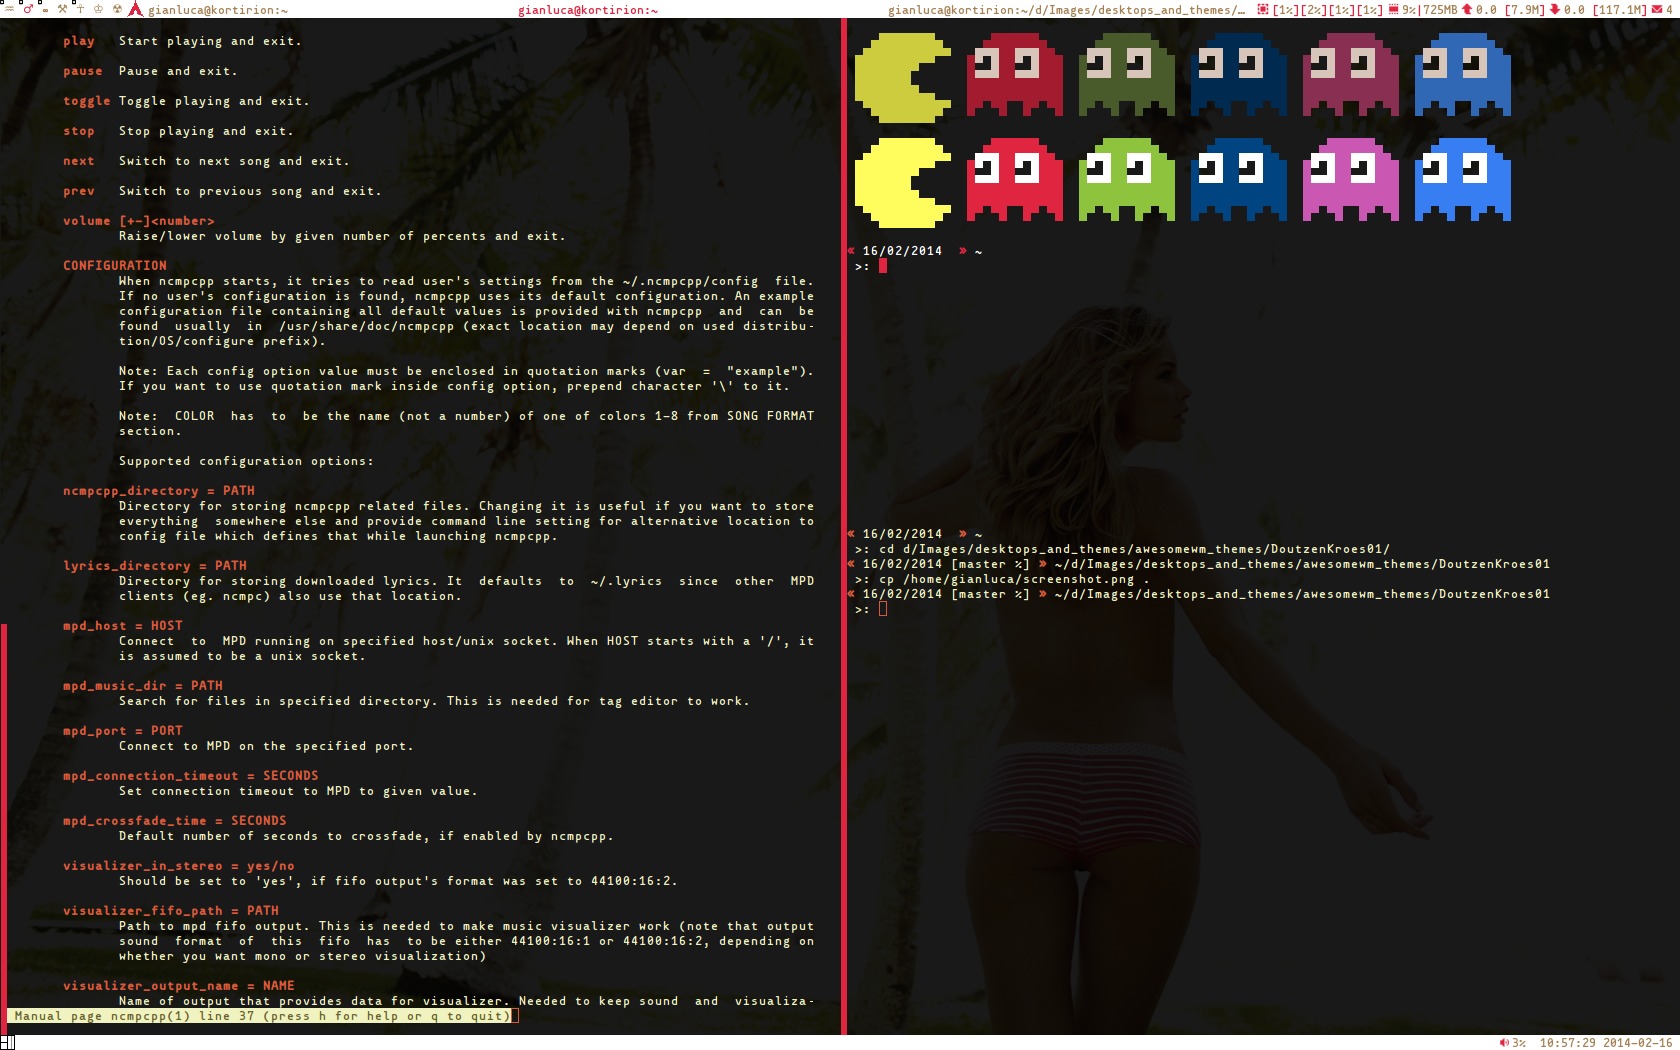 gianluca@kortirion:~
gianluca@kortirion:~
gianluca@kortirion:~/d/Images/desktops_and_themes/…
[1%][2%][1%][1%] 9%|725MB 0.0 [7.9M] 0.0 [117.1M] 4
play Start playing and exit.
pause Pause and exit.
toggle Toggle playing and exit.
stop Stop playing and exit.
next Switch to next song and exit.
prev Switch to previous song and exit.
volume [+-]<number>
Raise/lower volume by given number of percents and exit.
CONFIGURATION
When ncmpcpp starts, it tries to read user's settings from the ~/.ncmpcpp/config file.
If no user's configuration is found, ncmpcpp uses its default configuration. An example
configuration file containing all default values is provided with ncmpcpp and can be
found usually in /usr/share/doc/ncmpcpp (exact location may depend on used distribu-
tion/OS/configure prefix).
Note: Each config option value must be enclosed in quotation marks (var = "example").
If you want to use quotation mark inside config option, prepend character '\' to it.
Note: COLOR has to be the name (not a number) of one of colors 1-8 from SONG FORMAT
section.
Supported configuration options:
ncmpcpp_directory = PATH
Directory for storing ncmpcpp related files. Changing it is useful if you want to store
everything somewhere else and provide command line setting for alternative location to
config file which defines that while launching ncmpcpp.
lyrics_directory = PATH
Directory for storing downloaded lyrics. It defaults to ~/.lyrics since other MPD
clients (eg. ncmpc) also use that location.
mpd_host = HOST
Connect to MPD running on specified host/unix socket. When HOST starts with a '/', it
is assumed to be a unix socket.
mpd_music_dir = PATH
Search for files in specified directory. This is needed for tag editor to work.
mpd_port = PORT
Connect to MPD on the specified port.
mpd_connection_timeout = SECONDS
Set connection timeout to MPD to given value.
mpd_crossfade_time = SECONDS
Default number of seconds to crossfade, if enabled by ncmpcpp.
visualizer_in_stereo = yes/no
Should be set to 'yes', if fifo output's format was set to 44100:16:2.
visualizer_fifo_path = PATH
Path to mpd fifo output. This is needed to make music visualizer work (note that output
sound format of this fifo has to be either 44100:16:1 or 44100:16:2, depending on
whether you want mono or stereo visualization)
visualizer_output_name = NAME
Name of output that provides data for visualizer. Needed to keep sound and visualiza-
Manual page ncmpcpp(1) line 37 (press h for help or q to quit)
« 16/02/2014 » ~
>:
« 16/02/2014 » ~
>: cd d/Images/desktops_and_themes/awesomewm_themes/DoutzenKroes01/
« 16/02/2014 [master %] » ~/d/Images/desktops_and_themes/awesomewm_themes/DoutzenKroes01
>: cp /home/gianluca/screenshot.png .
« 16/02/2014 [master %] » ~/d/Images/desktops_and_themes/awesomewm_themes/DoutzenKroes01
>:
3% 10:57:29 2014-02-16